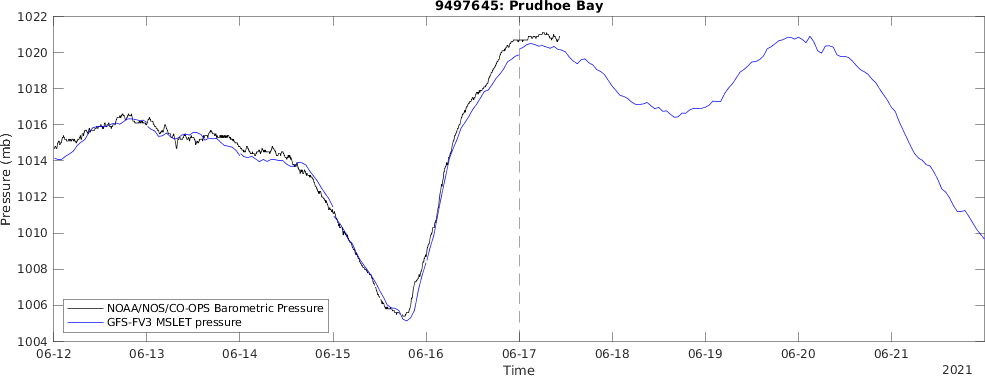 9497645: Prudhoe Bay
1022
1020
1018
1016
1014
1012
1010
1008
1006
1004
Pressure (mb)
NOAA/NOS/CO-OPS Barometric Pressure
GFS-FV3 MSLET pressure
06-12 06-13 06-14 06-15 06-16 06-17 06-18 06-19 06-20 06-21
Time
2021